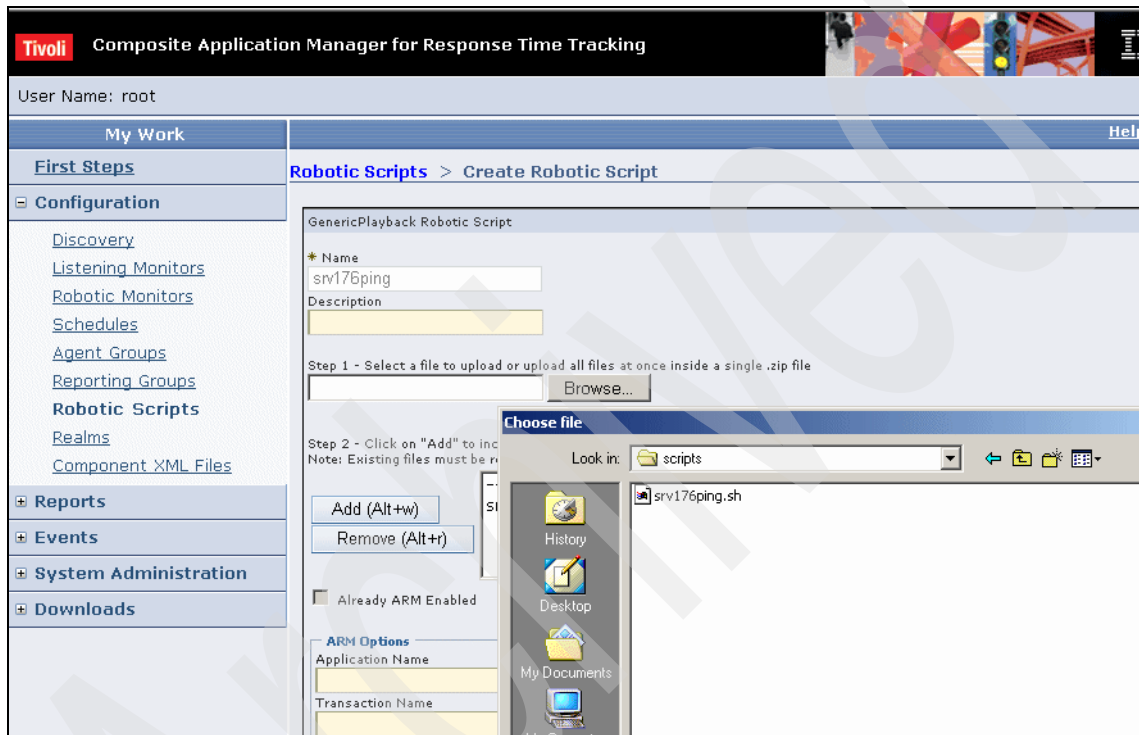 Tivoli Composite Application Manager for Response Time Tracking
User Name: root
My Work
Help
First Steps
Robotic Scripts > Create Robotic Script
Configuration
Discovery
Listening Monitors
Robotic Monitors
Schedules
Agent Groups
Reporting Groups
Robotic Scripts
Realms
Component XML Files
Reports
Events
System Administration
Downloads
GenericPlayback Robotic Script
* Name
srv176ping
Description
Step 1 - Select a file to upload or upload all files at once inside a single .zip file
Browse...
Step 2 - Click on "Add" to inc
Note: Existing files must be r
Add (Alt+w)
Remove (Alt+r)
Already ARM Enabled
ARM Options
Application Name
Transaction Name
Choose file
Look in: scripts
srv176ping.sh
History
Desktop
My Documents